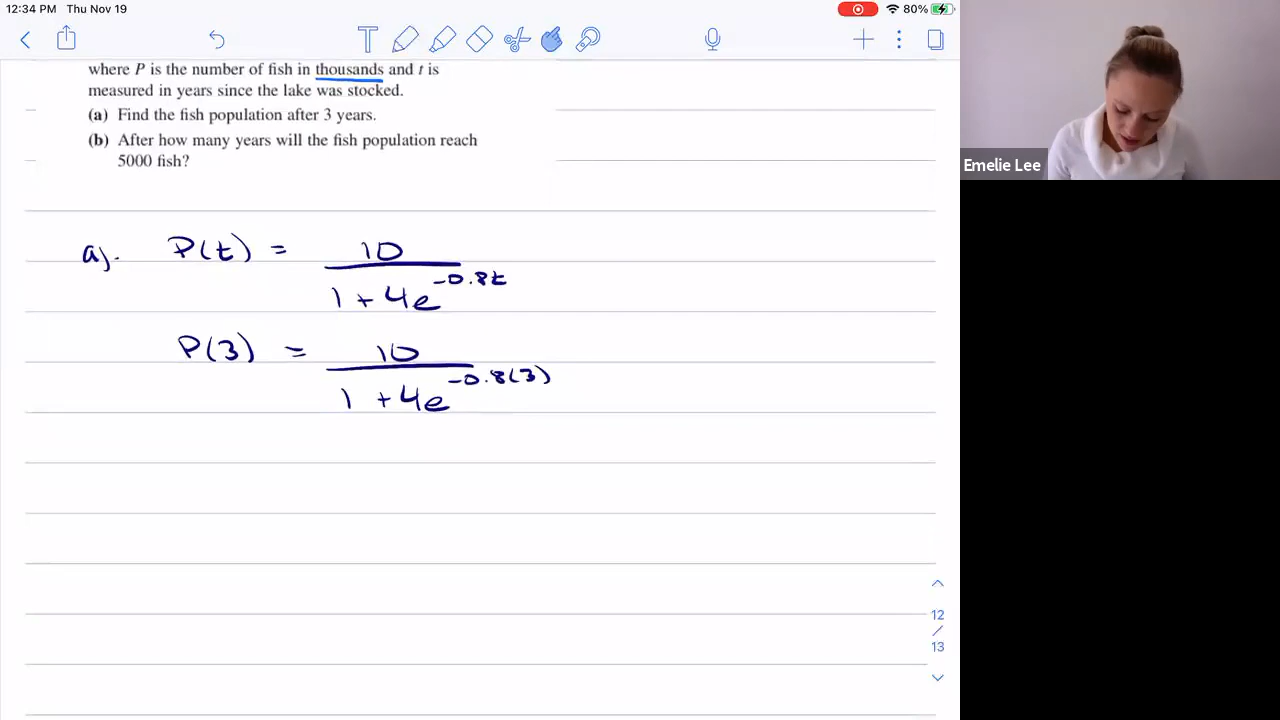 12:34 PM Thu Nov 19
80%
where P is the number of fish in thousands and t is
measured in years since the lake was stocked.
(a) Find the fish population after 3 years.
(b) After how many years will the fish population reach
5000 fish?
Emelie Lee
a). P(t) = 10 / 1 + 4e^-0.8t
P(3) = 10 / 1 + 4e^-0.8(3)
12
/
13